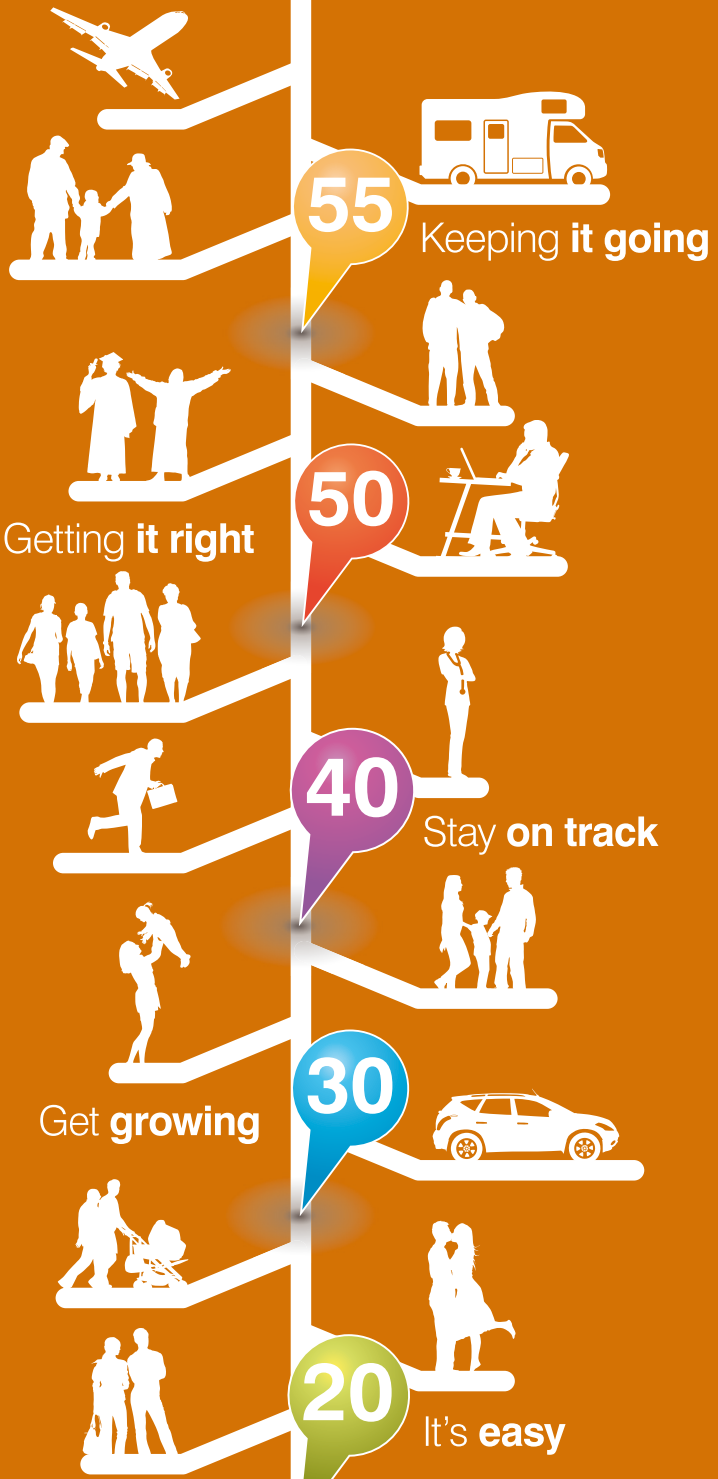 55
Keeping it going
50
Getting it right
40
Stay on track
30
Get growing
20
It's easy